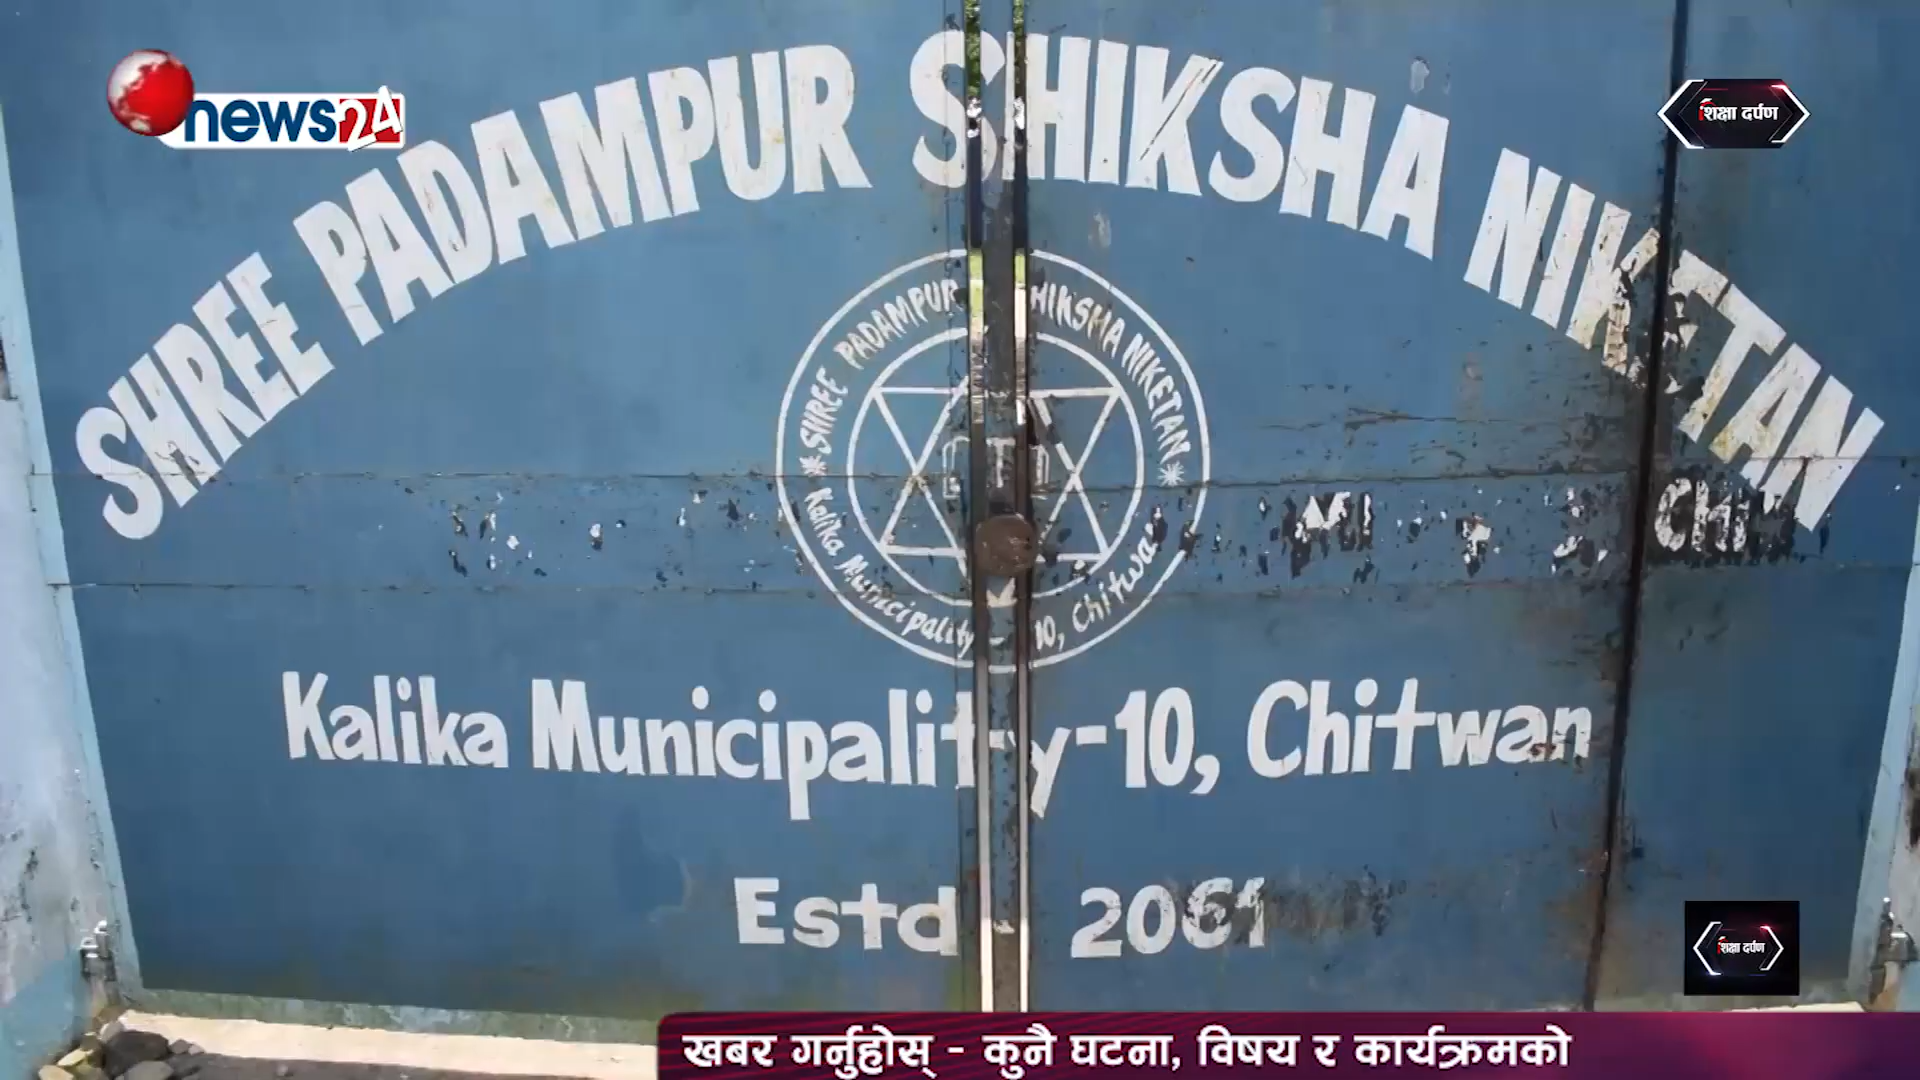 news24
शिक्षा दर्पण
SHREE PADAMPUR SHIKSHA NIKETAN
SHREE PADAMPUR SHIKSHA NIKETAN
Kalika Municipality - 10, Chitwan
Kalika Municipality-10, Chitwan
Estd. 2061
शिक्षा दर्पण
खबर गर्नुहोस् - कुनै घटना, विषय र कार्यक्रमको